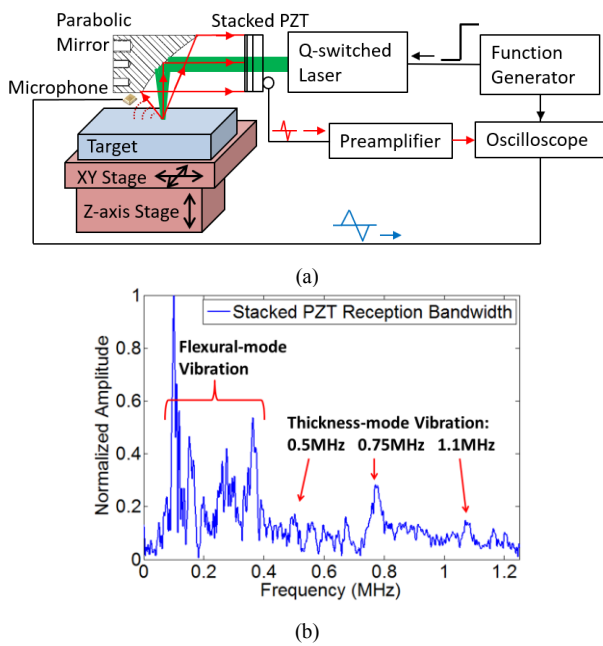 Parabolic
Mirror
Stacked PZT
Microphone
Q-switched
Laser
Function
Generator
Preamplifier
Oscilloscope
Target
XY Stage
Z-axis Stage
(a)
Stacked PZT Reception Bandwidth
Flexural-mode
Vibration
Thickness-mode Vibration:
0.5MHz 0.75MHz 1.1MHz
Normalized Amplitude
1
0.8
0.6
0.4
0.2
0
0 0.2 0.4 0.6 0.8 1 1.2
Frequency (MHz)
(b)